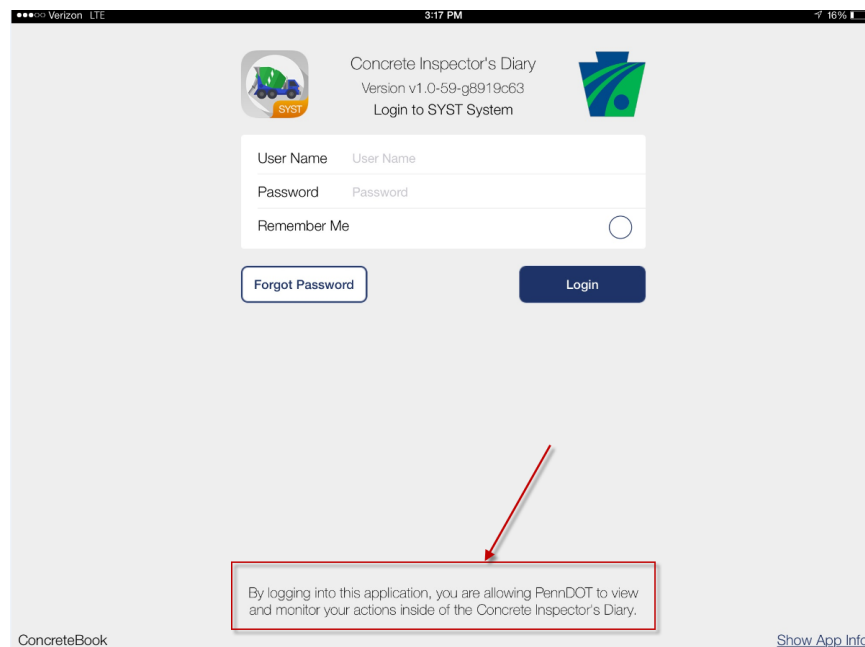 Verizon LTE
3:17 PM
16%
Concrete Inspector's Diary
Version v1.0-59-g8919c63
SYST
Login to SYST System
User Name User Name
Password Password
Remember Me
Forgot Password
Login
By logging into this application, you are allowing PennDOT to view
and monitor your actions inside of the Concrete Inspector's Diary.
ConcreteBook
Show App Info